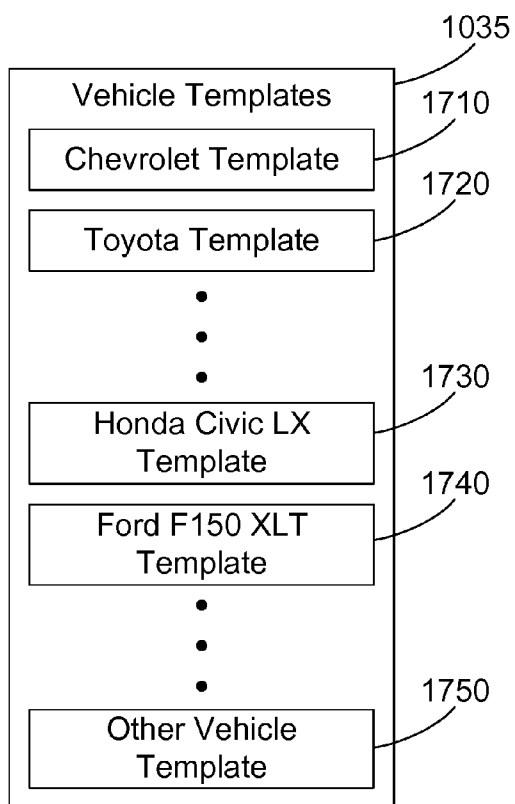 1035
Vehicle Templates
1710
Chevrolet Template
1720
Toyota Template
1730
Honda Civic LX
Template
1740
Ford F150 XLT
Template
1750
Other Vehicle
Template